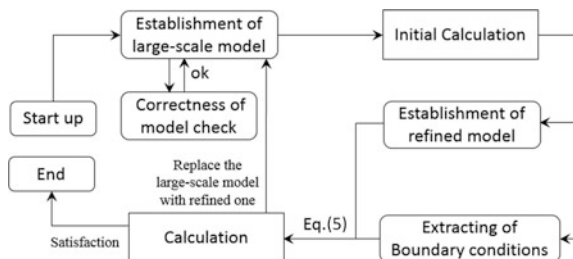 Establishment of
large-scale model
Initial Calculation
ok
Correctness of
model check
Start up
Establishment of
refined model
End
Replace the
large-scale model
with refined one
Eq.(5)
Satisfaction
Calculation
Extracting of
Boundary conditions